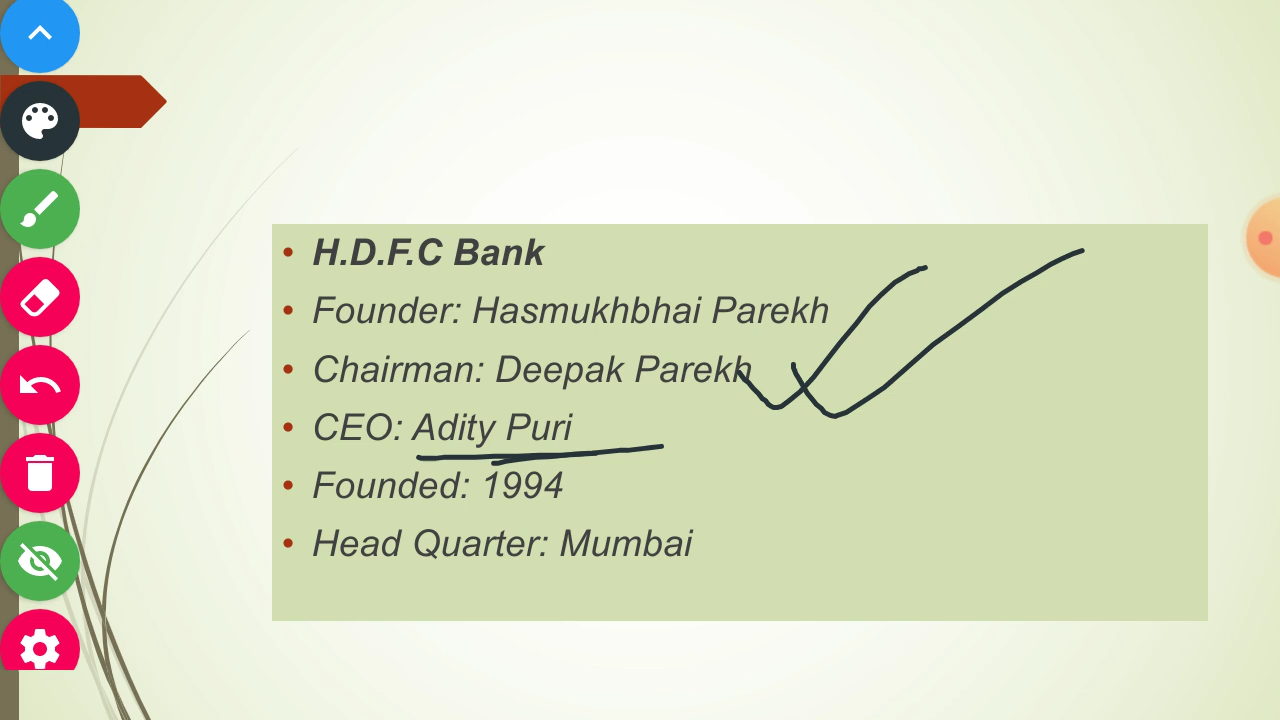 H.D.F.C Bank
Founder: Hasmukhbhai Parekh
Chairman: Deepak Parekh
CEO: Adity Puri
Founded: 1994
Head Quarter: Mumbai